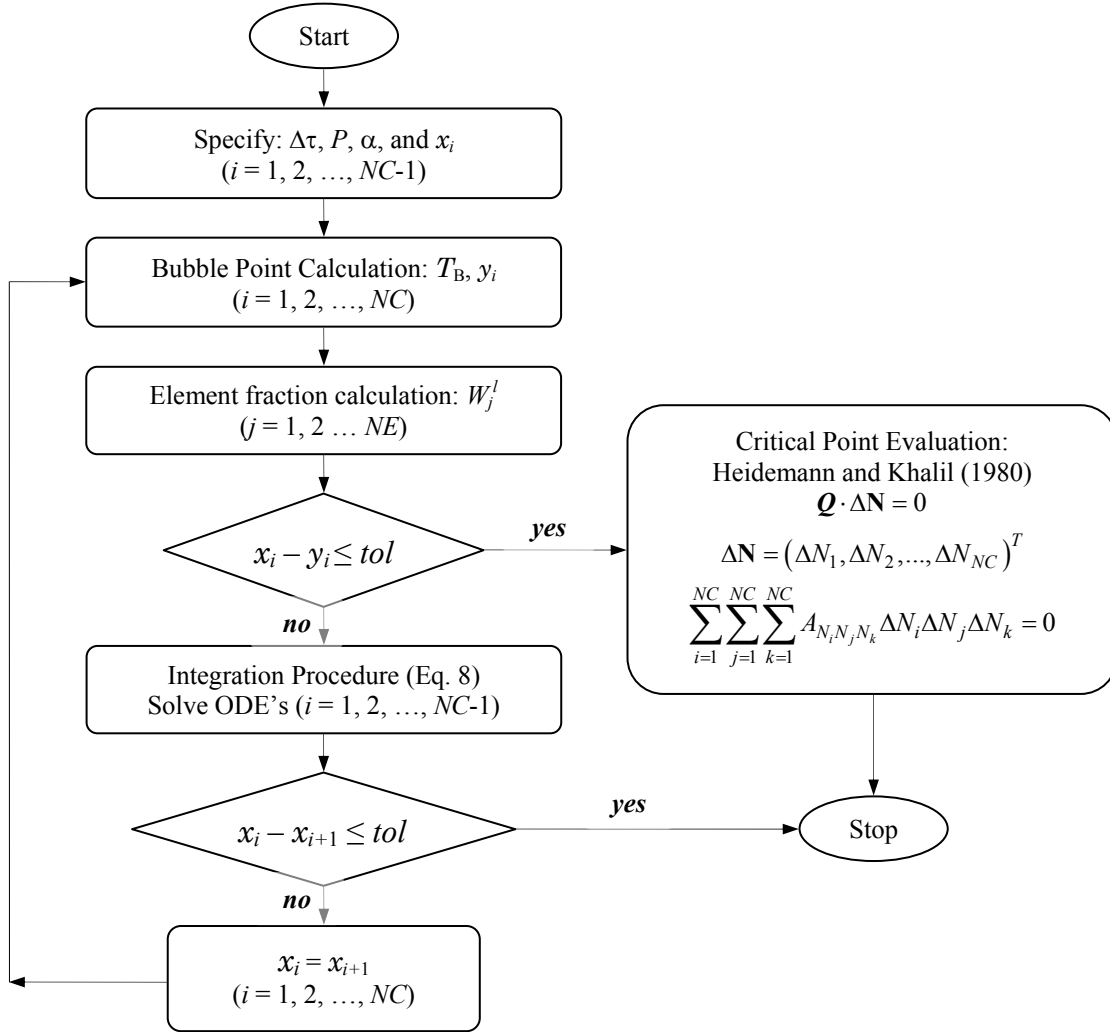 Start
Specify: Δτ, P, α, and x_i
(i = 1, 2, …, NC-1)
Bubble Point Calculation: T_B, y_i
(i = 1, 2, …, NC)
Element fraction calculation: W_j^l
(j = 1, 2 … NE)
x_i – y_i ≤ tol
yes
no
Critical Point Evaluation:
Heidemann and Khalil (1980)
Q · ΔN = 0
ΔN = (ΔN_1, ΔN_2, ..., ΔN_NC)^T
∑_{i=1}^{NC} ∑_{j=1}^{NC} ∑_{k=1}^{NC} A_{N_i N_j N_k} ΔN_i ΔN_j ΔN_k = 0
Integration Procedure (Eq. 8)
Solve ODE’s (i = 1, 2, …, NC-1)
x_i – x_{i+1} ≤ tol
yes
Stop
no
x_i = x_{i+1}
(i = 1, 2, …, NC)